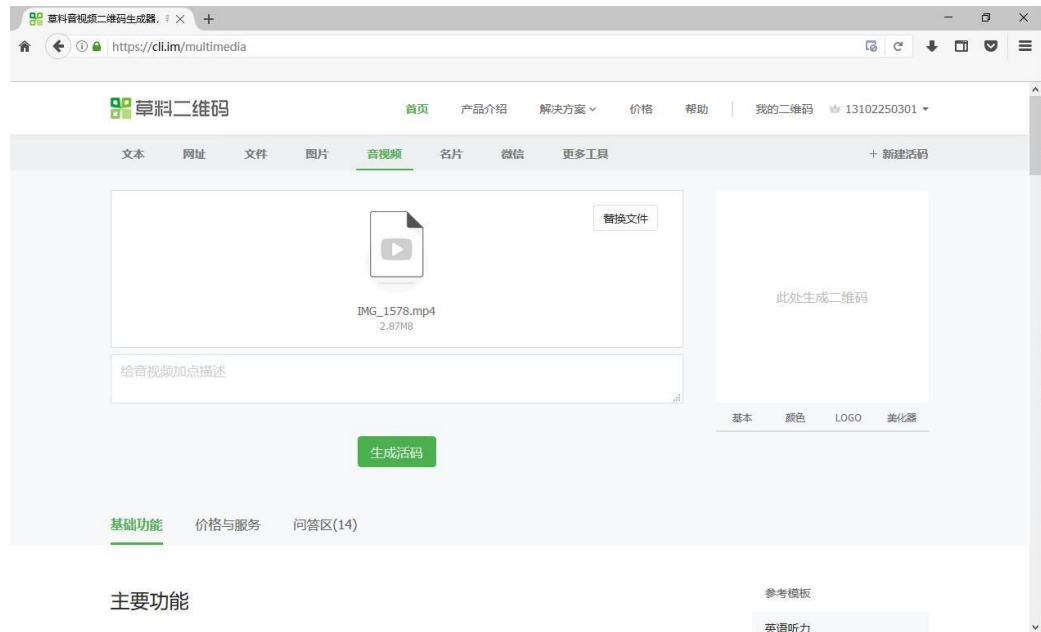 草料音视频二维码生成器,
https://cli.im/multimedia
草料二维码
首页 产品介绍 解决方案 价格 帮助 我的二维码 13102250301
文本 网址 文件 图片 音视频 名片 微信 更多工具 + 新建活码
替换文件
IMG_1578.mp4
2.87MB
此处生成二维码
给音视频加点描述
基本 颜色 LOGO 美化器
生成活码
基础功能 价格与服务 问答区(14)
主要功能
参考模板
英语听力